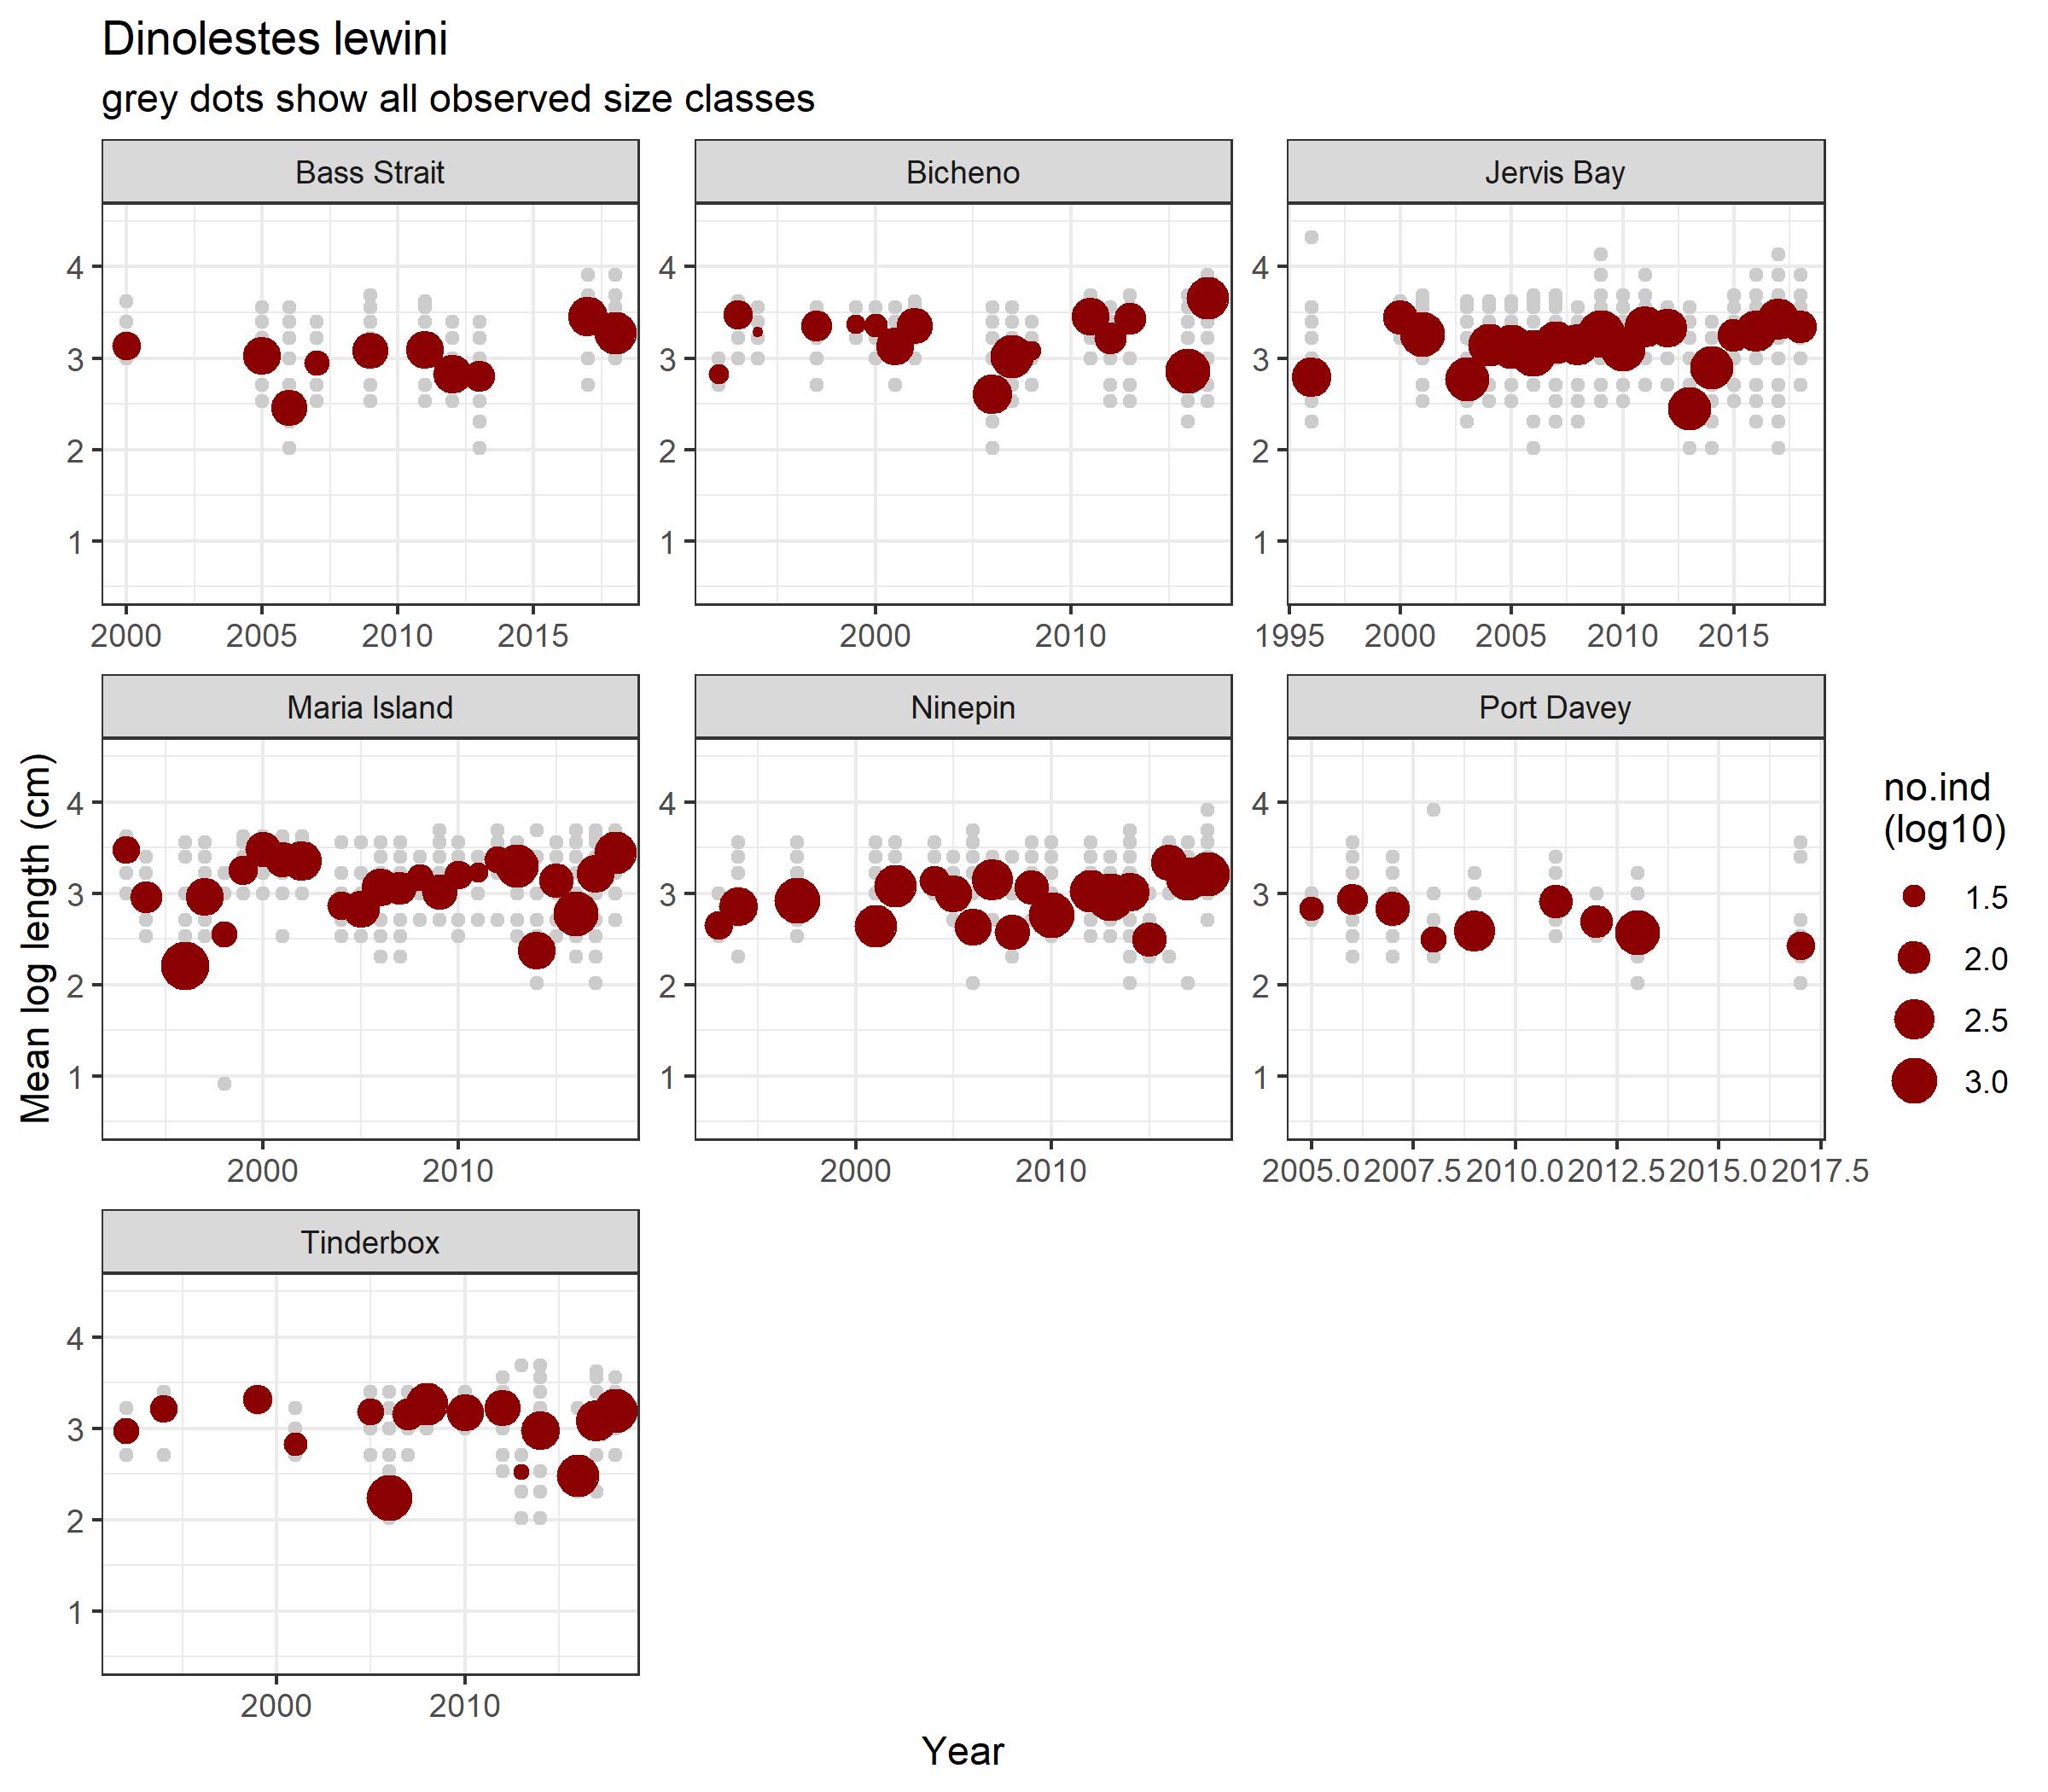 Dinolestes lewini
grey dots show all observed size classes
Bass Strait
Bicheno
Jervis Bay
4
3
2
1
4
3
2
1
4
3
2
1
2000 2005 2010 2015
2000 2010
1995 2000 2005 2010 2015
Maria Island
Ninepin
Port Davey
Mean log length (cm)
4
3
2
1
4
3
2
1
4
3
2
1
2000 2010
2000 2010
2005.0 2007.5 2010.0 2012.5 2015.0 2017.5
no.ind
(log10)
1.5
2.0
2.5
3.0
Tinderbox
4
3
2
1
2000 2010
Year